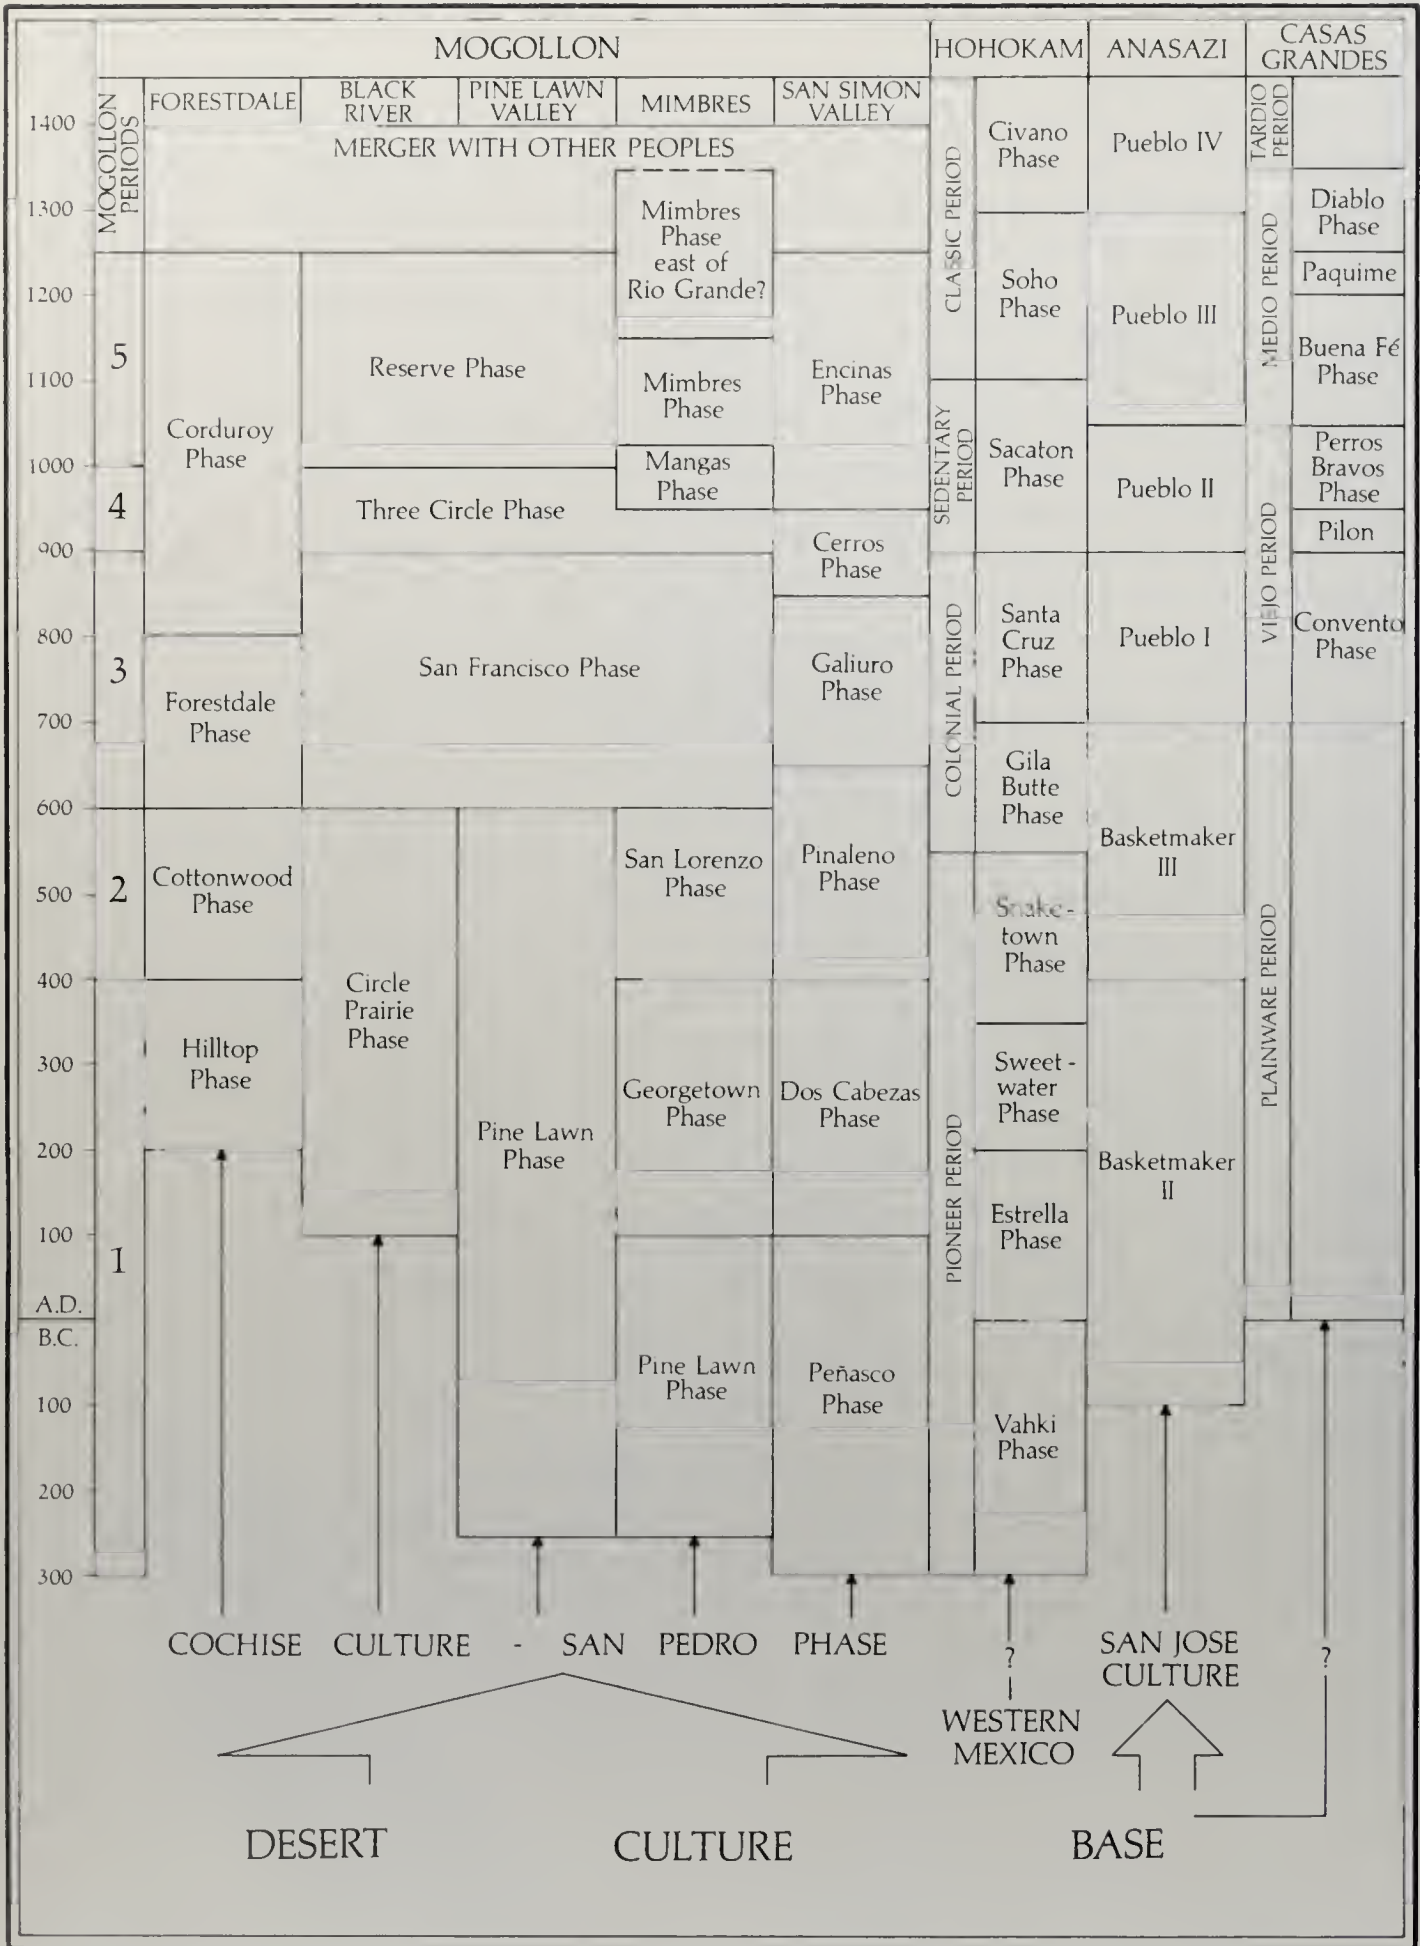 MOGOLLON
HOHOKAM
ANASAZI
CASAS
GRANDES
MOGOLLON
PERIODS
FORESTDALE
BLACK
RIVER
PINE LAWN
VALLEY
MIMBRES
SAN SIMON
VALLEY
MERGER WITH OTHER PEOPLES
1400
1300
1200
1100
1000
900
800
700
600
500
400
300
200
100
A.D.
B.C.
100
200
300
5
4
3
2
1
Corduroy
Phase
Forestdale
Phase
Cottonwood
Phase
Hilltop
Phase
Reserve Phase
Three Circle Phase
San Francisco Phase
Circle
Prairie
Phase
Pine Lawn
Phase
Mimbres
Phase
east of
Rio Grande?
Mimbres
Phase
Mangas
Phase
San Lorenzo
Phase
Georgetown
Phase
Pine Lawn
Phase
Encinas
Phase
Cerros
Phase
Galiuro
Phase
Pinaleno
Phase
Dos Cabezas
Phase
Peñasco
Phase
CLASSIC PERIOD
SEDENTARY
PERIOD
COLONIAL PERIOD
PIONEER PERIOD
Civano
Phase
Soho
Phase
Sacaton
Phase
Santa
Cruz
Phase
Gila
Butte
Phase
Snake-
town
Phase
Sweet-
water
Phase
Estrella
Phase
Vahki
Phase
Pueblo IV
Pueblo III
Pueblo II
Pueblo I
Basketmaker
III
Basketmaker
II
TARDIO
PERIOD
MEDIO PERIOD
VIEJO PERIOD
PLAINWARE PERIOD
Diablo
Phase
Paquime
Buena Fé
Phase
Perros
Bravos
Phase
Pilon
Convento
Phase
COCHISE CULTURE - SAN PEDRO PHASE
?
WESTERN
MEXICO
SAN JOSE
CULTURE
?
DESERT CULTURE BASE